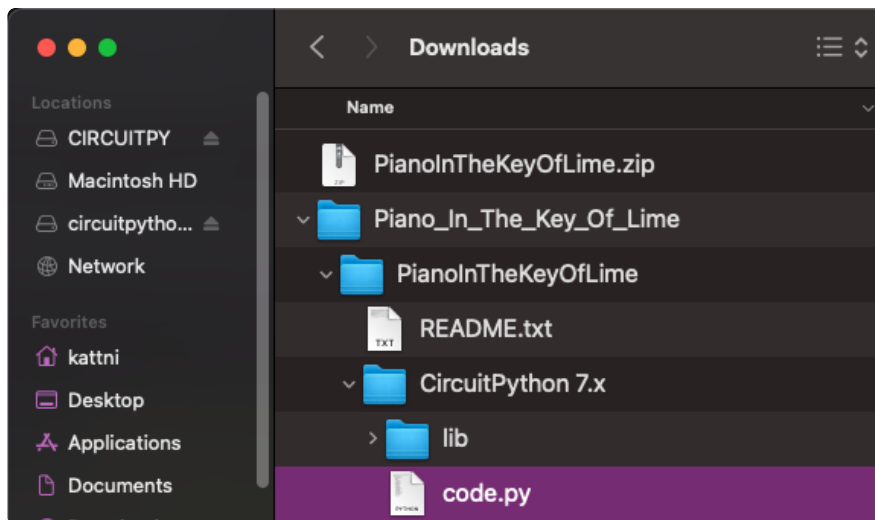 Downloads
Locations
CIRCUITPY
Macintosh HD
circuitpytho...
Network
Favorites
kattni
Desktop
Applications
Documents
Name
PianoInTheKeyOfLime.zip
ZIP
Piano_In_The_Key_Of_Lime
PianoInTheKeyOfLime
README.txt
TXT
CircuitPython 7.x
lib
code.py
PYTHON